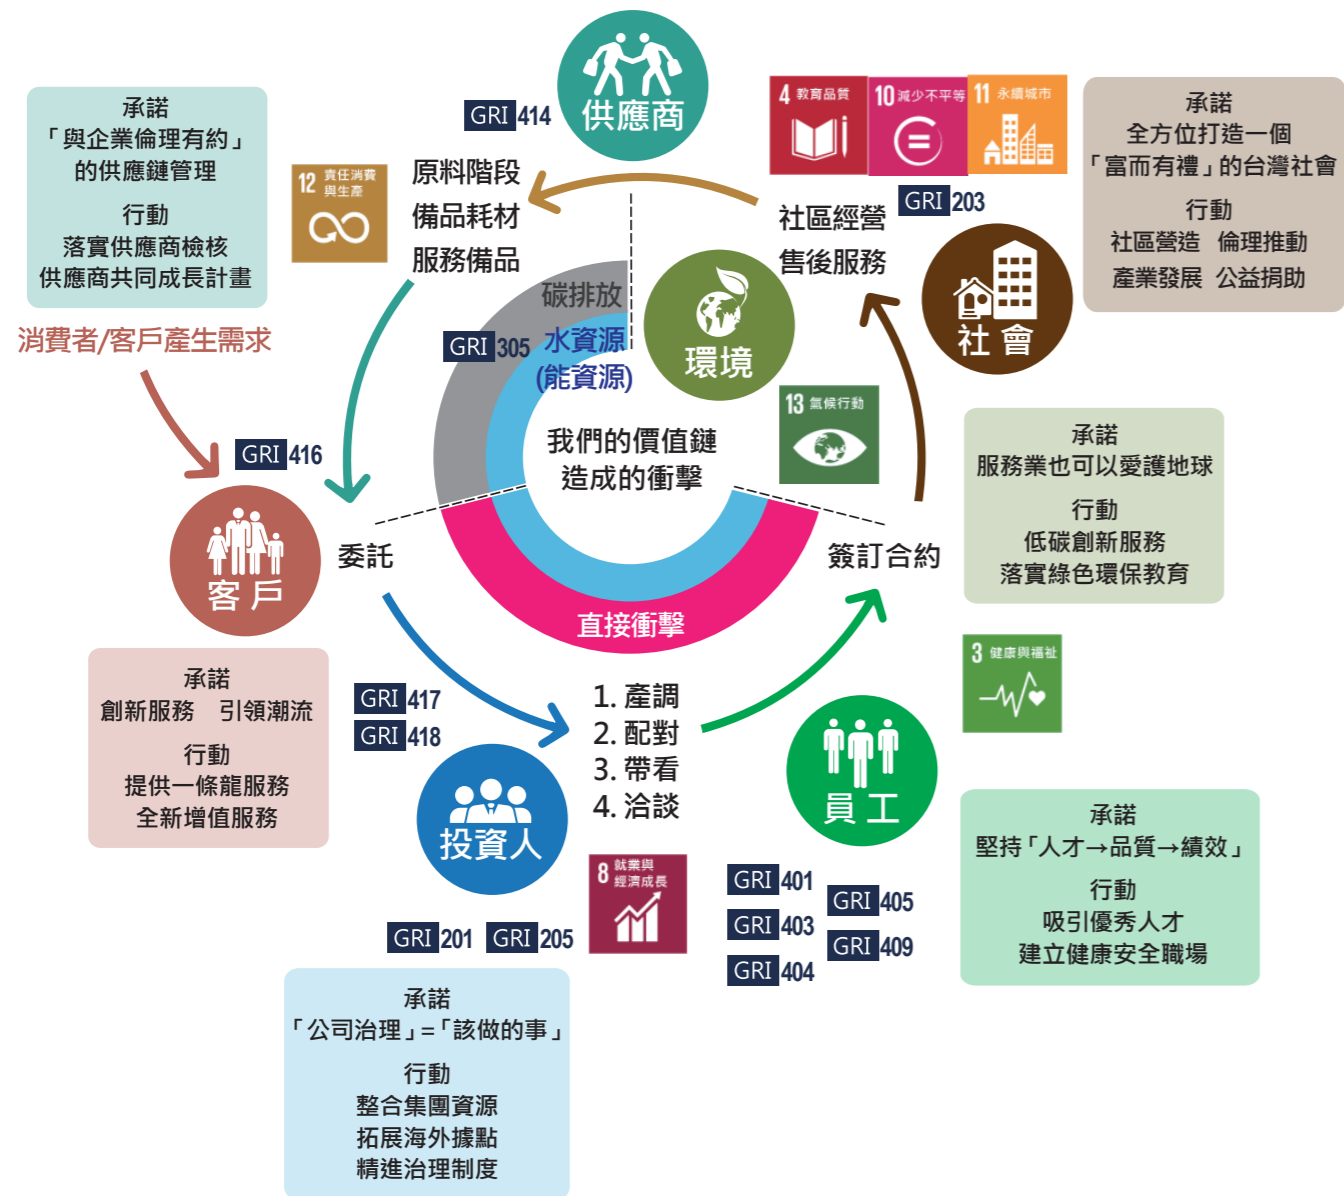 供應商
GRI 414
承諾
「與企業倫理有約」
的供應鏈管理
行動
落實供應商檢核
供應商共同成長計畫
12 責任消費
與生產
原料階段
備品耗材
服務備品
4 教育品質
10 減少不平等
11 永續城市
GRI 203
社區經營
售後服務
承諾
全方位打造一個
「富而有禮」的台灣社會
行動
社區營造 倫理推動
產業發展 公益捐助
社會
消費者/客戶產生需求
碳排放
GRI 305
水資源
(能資源)
環境
13 氣候行動
我們的價值鏈
造成的衝擊
承諾
服務業也可以愛護地球
行動
低碳創新服務
落實綠色環保教育
GRI 416
客戶
委託
簽訂合約
直接衝擊
承諾
創新服務 引領潮流
行動
提供一條龍服務
全新增值服務
GRI 417
GRI 418
1. 產調
2. 配對
3. 帶看
4. 洽談
3 健康與福祉
投資人
員工
8 就業與
經濟成長
GRI 201
GRI 205
GRI 401
GRI 403
GRI 404
GRI 405
GRI 409
承諾
堅持「人才→品質→績效」
行動
吸引優秀人才
建立健康安全職場
承諾
「公司治理」=「該做的事」
行動
整合集團資源
拓展海外據點
精進治理制度